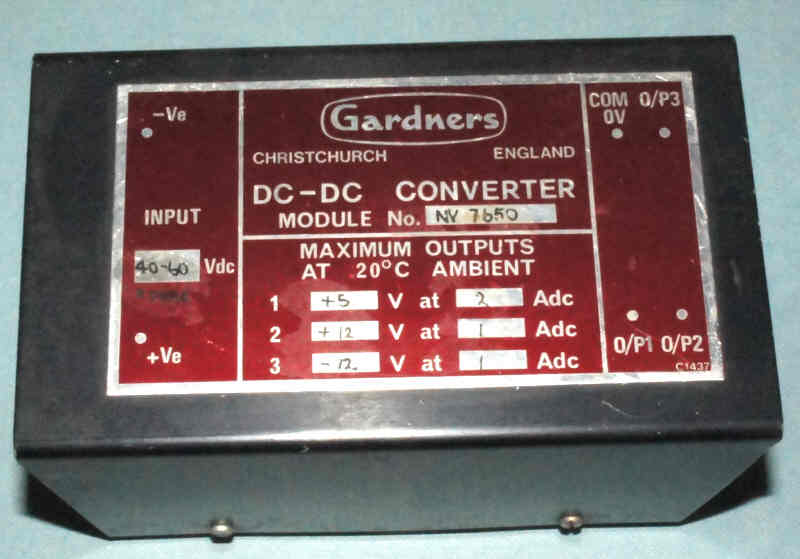 -Ve
INPUT
40-60 Vdc
+Ve
Gardners
CHRISTCHURCH ENGLAND
DC-DC CONVERTER
MODULE No. NV 7650
MAXIMUM OUTPUTS
AT 20°C AMBIENT
1 +5 V at 2 Adc
2 +12 V at 1 Adc
3 -12 V at 1 Adc
COM O/P3
0V
O/P1 O/P2
C1437